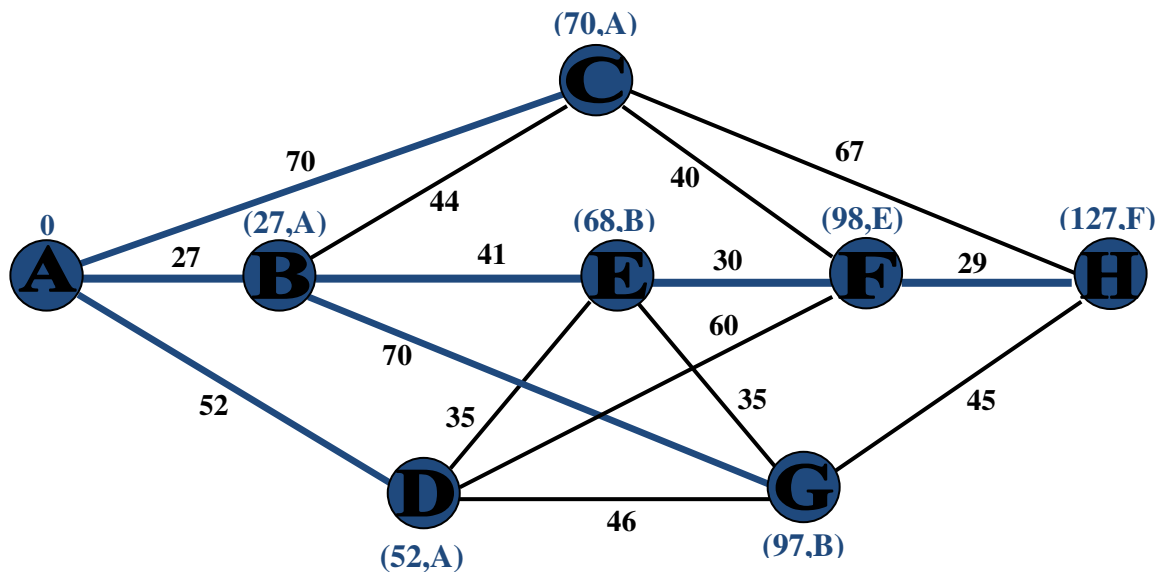 (70,A)
C
67
70
40
44
0
(27,A)
(68,B)
(98,E)
(127,F)
A
27
B
41
E
30
F
29
H
60
70
52
35
35
45
D
G
46
(52,A)
(97,B)